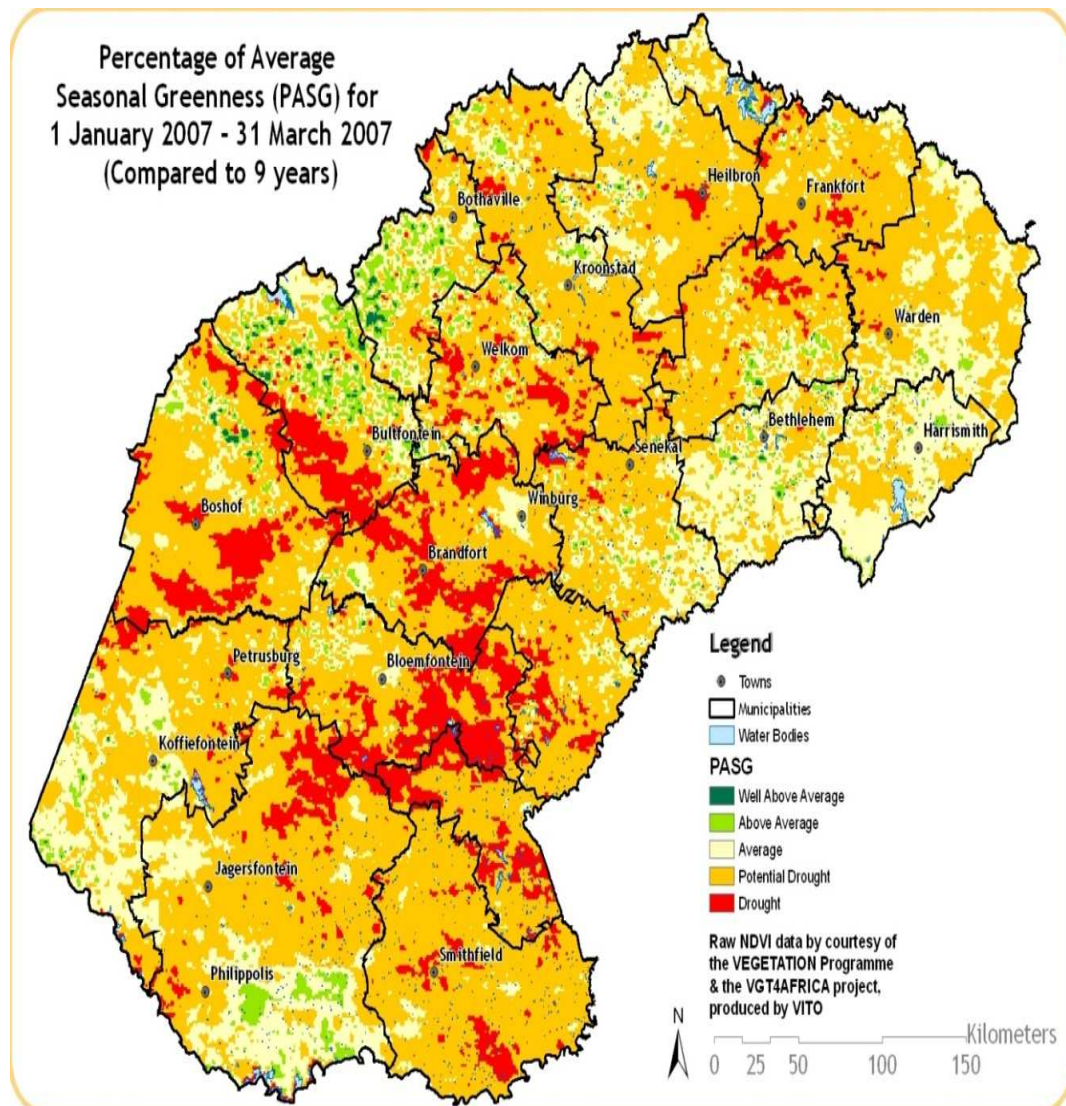 Percentage of Average
Seasonal Greenness (PASG) for
1 January 2007 - 31 March 2007
(Compared to 9 years)
Heilbron
Frankfort
Bothaville
Kroonstad
Warden
Welkom
Bethlehem
Harrismith
Bultfontein
Senekal
Boshof
Winburg
Brandfort
Petrusburg
Bloemfontein
Koffiefontein
Jagersfontein
Smithfield
Philippolis
Legend
Towns
Municipalities
Water Bodies
PASG
Well Above Average
Above Average
Average
Potential Drought
Drought
Raw NDVI data by courtesy of
the VEGETATION Programme
& the VGT4AFRICA project,
produced by VITO
N
Kilometers
0 25 50 100 150